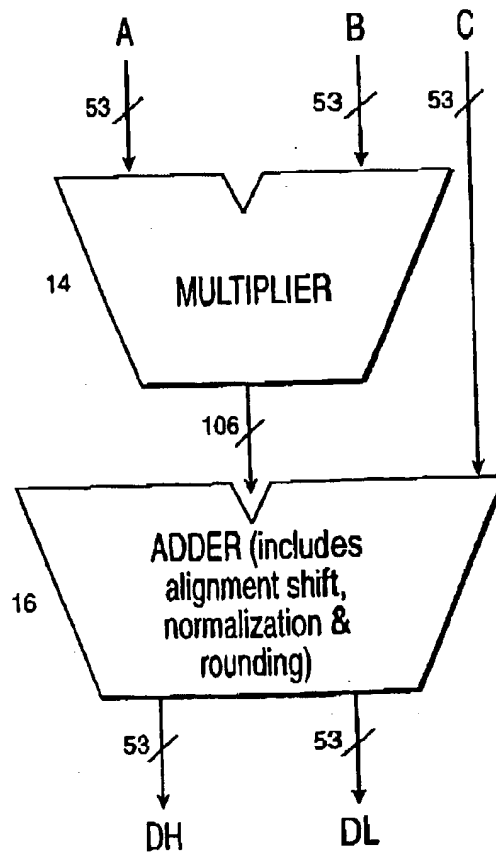 A B C
53 53 53
14
MULTIPLIER
106
ADDER (includes
alignment shift,
normalization &
rounding)
16
53 53
DH DL